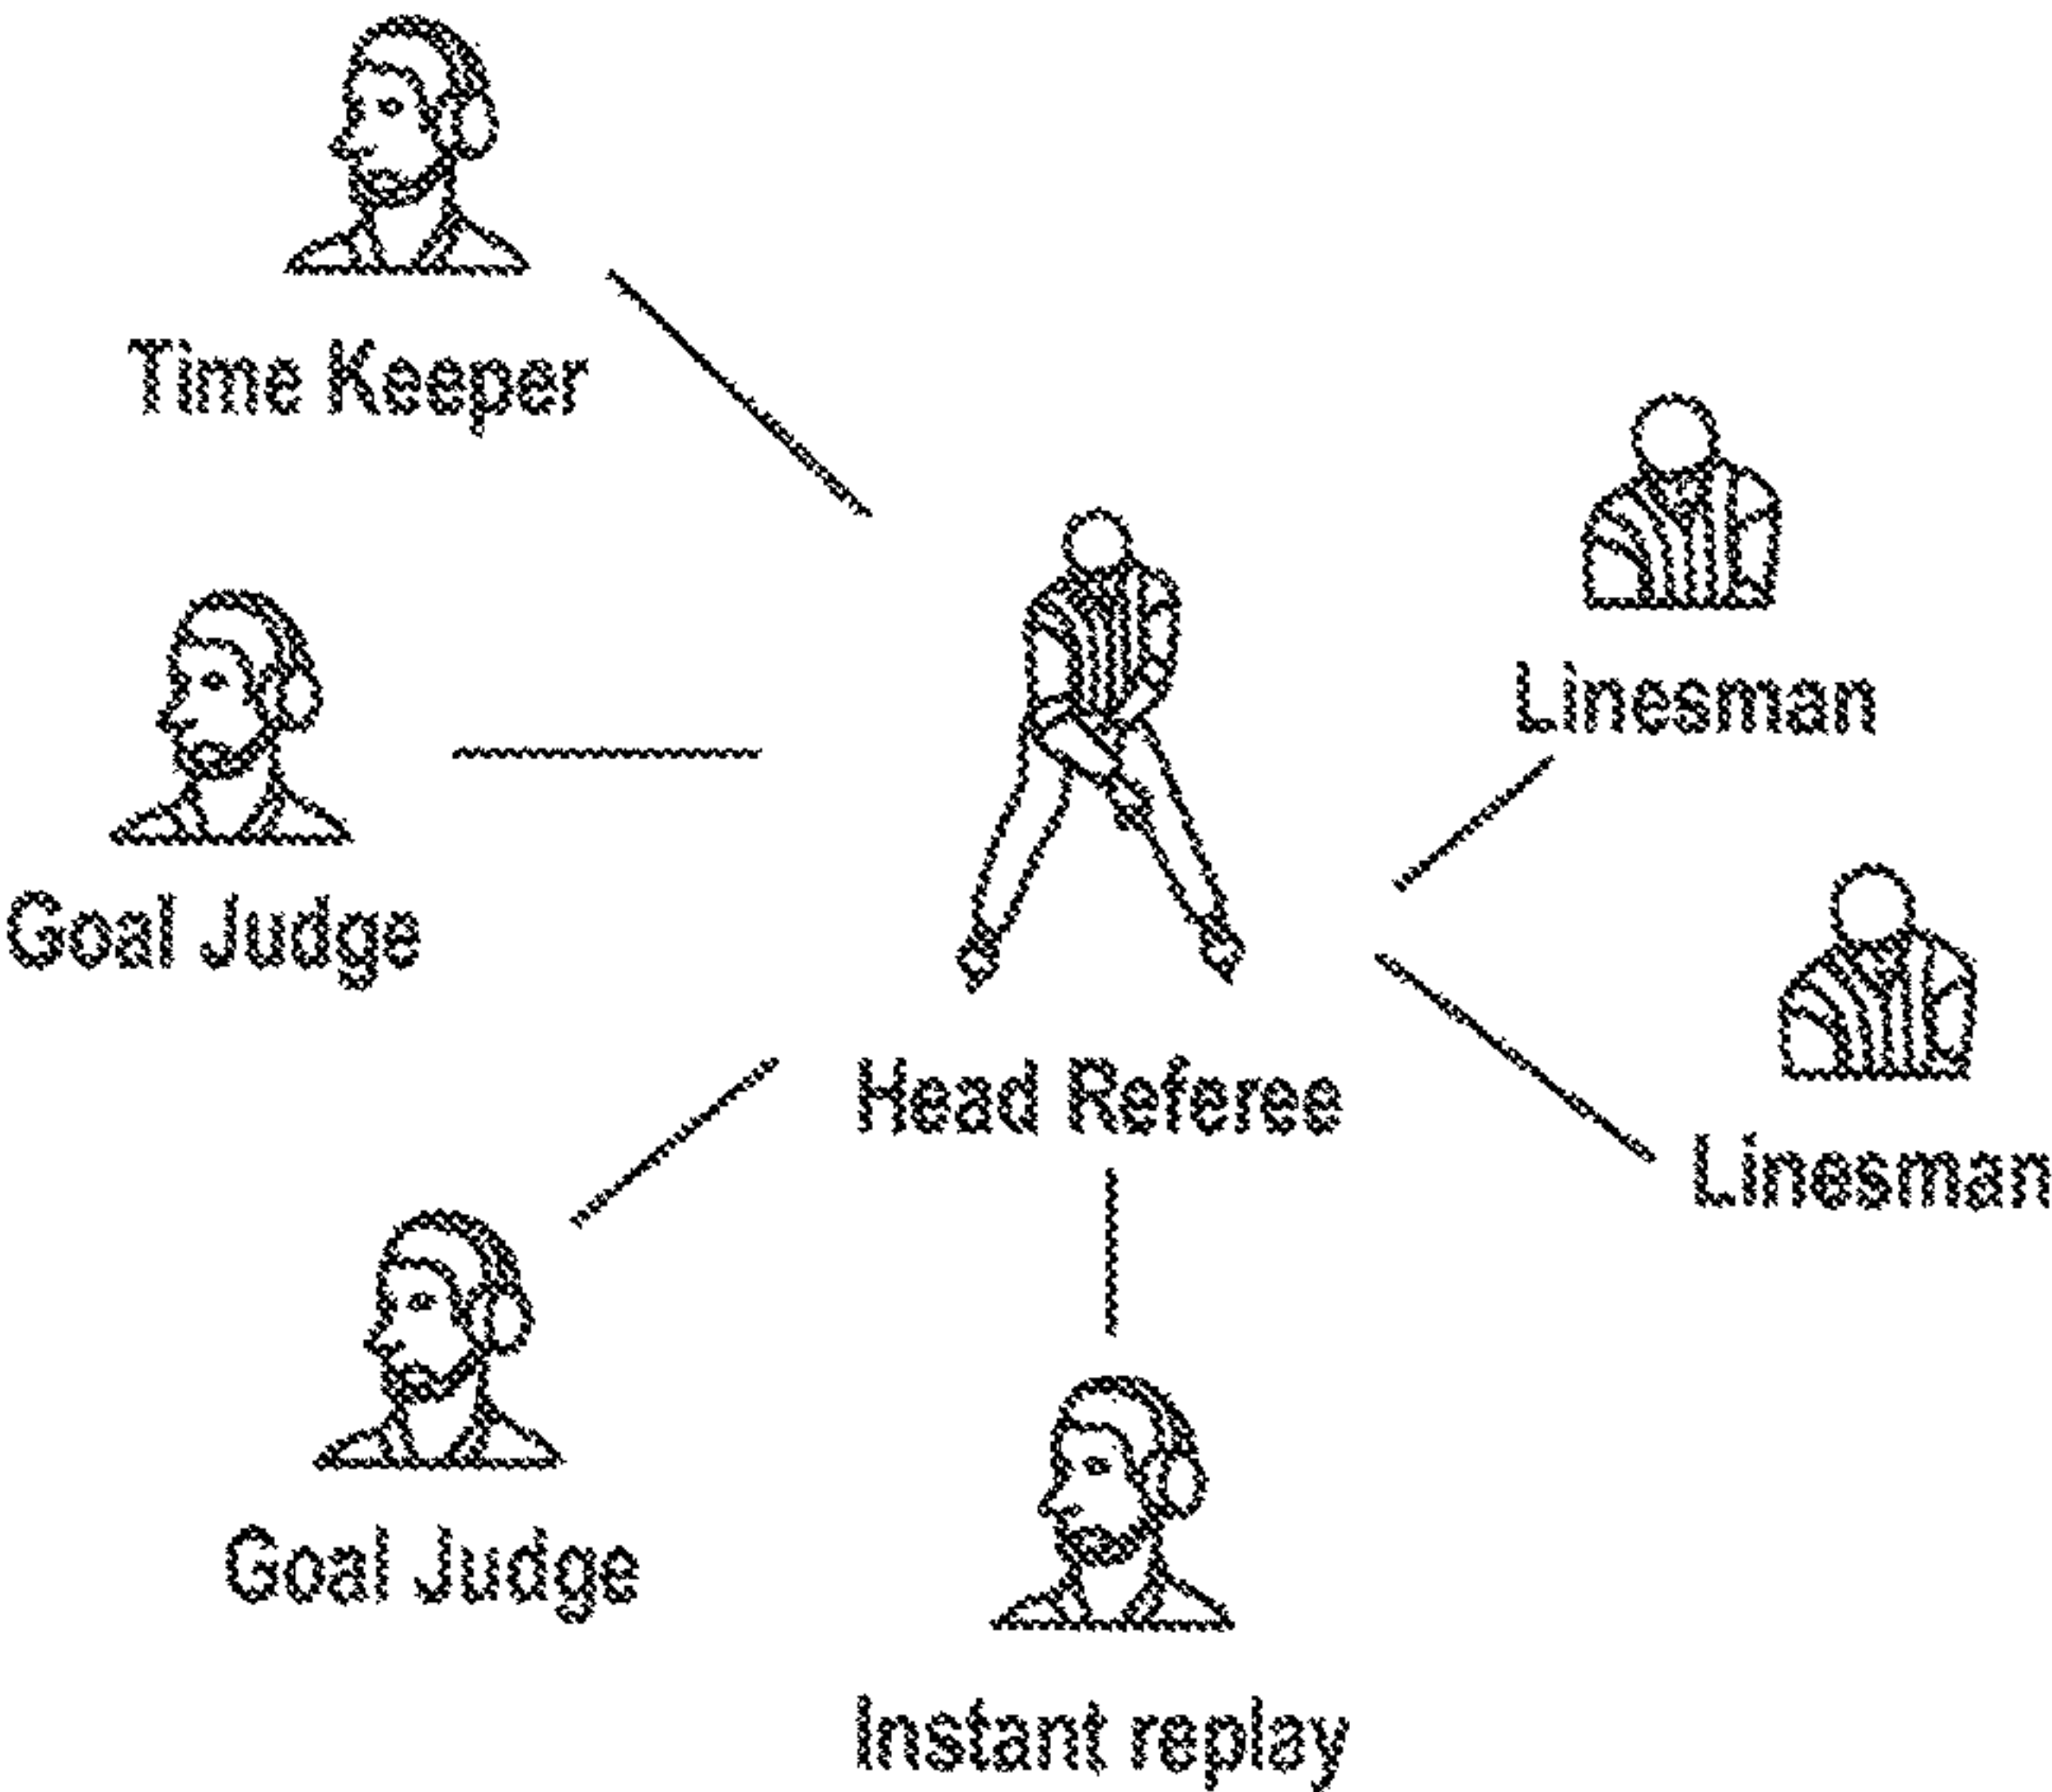 Time Keeper
Linesman
Goal Judge
Head Referee
Linesman
Goal Judge
Instant replay